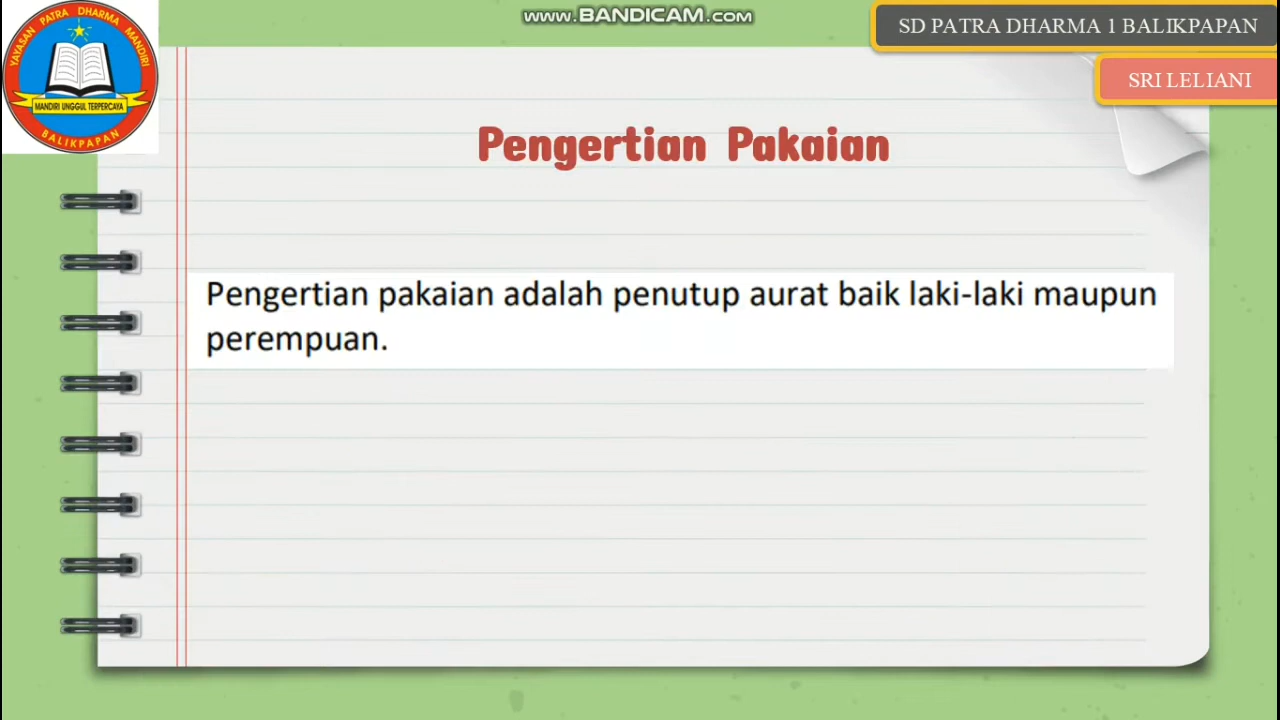 www.BANDICAM.com
SD PATRA DHARMA 1 BALIKPAPAN
SRI LELIANI
YAYASAN PATRA DHARMA MANDIRI
MANDIRI UNGGUL TERPERCAYA
BALIKPAPAN
Pengertian Pakaian
Pengertian pakaian adalah penutup aurat baik laki-laki maupun
perempuan.